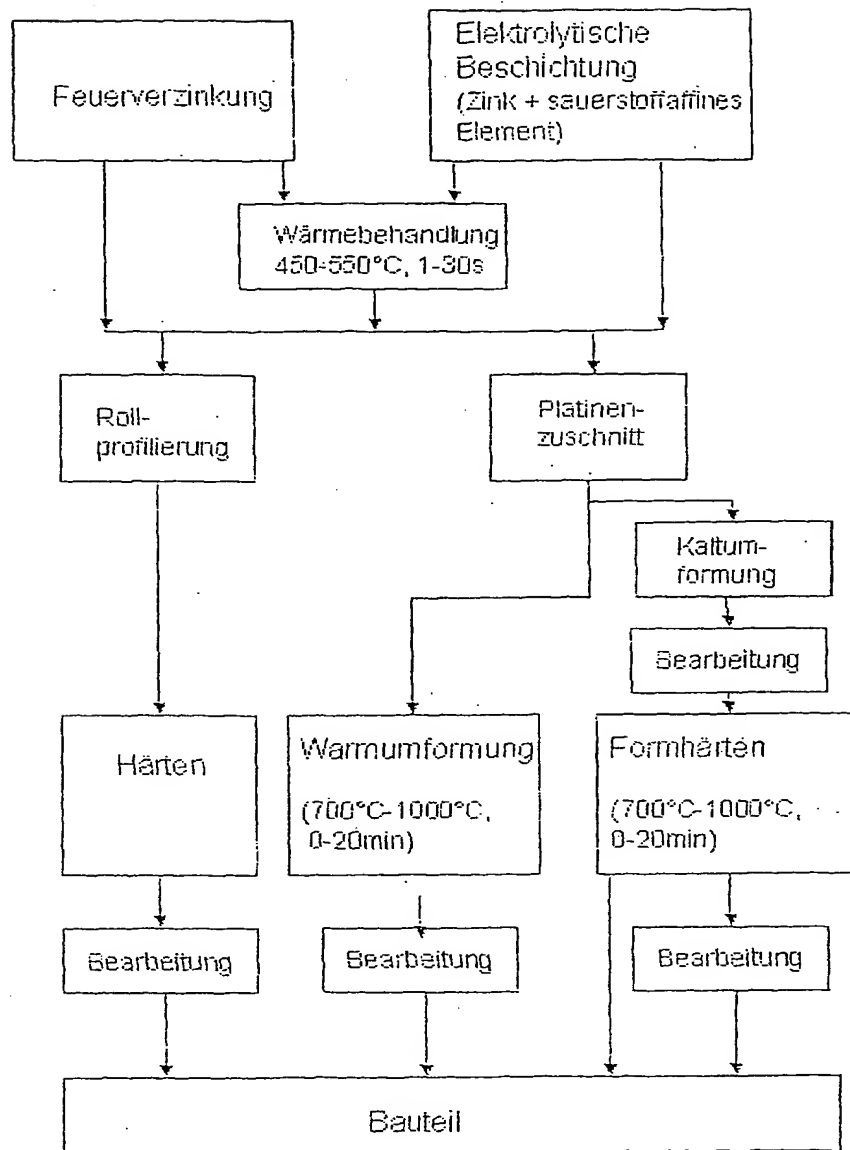 Feuerverzinkung
Elektrolytische
Beschichtung
(Zink + sauerstoffaffines
Element)
Wärmebehandlung
450-550°C, 1-30s
Roll-
profilierung
Platinen-
zuschnitt
Kaltum-
formung
Bearbeitung
Härten
Warmumformung
(700°C-1000°C,
0-20min)
Formhärten
(700°C-1000°C,
0-20min)
Bearbeitung
Bearbeitung
Bearbeitung
Bauteil